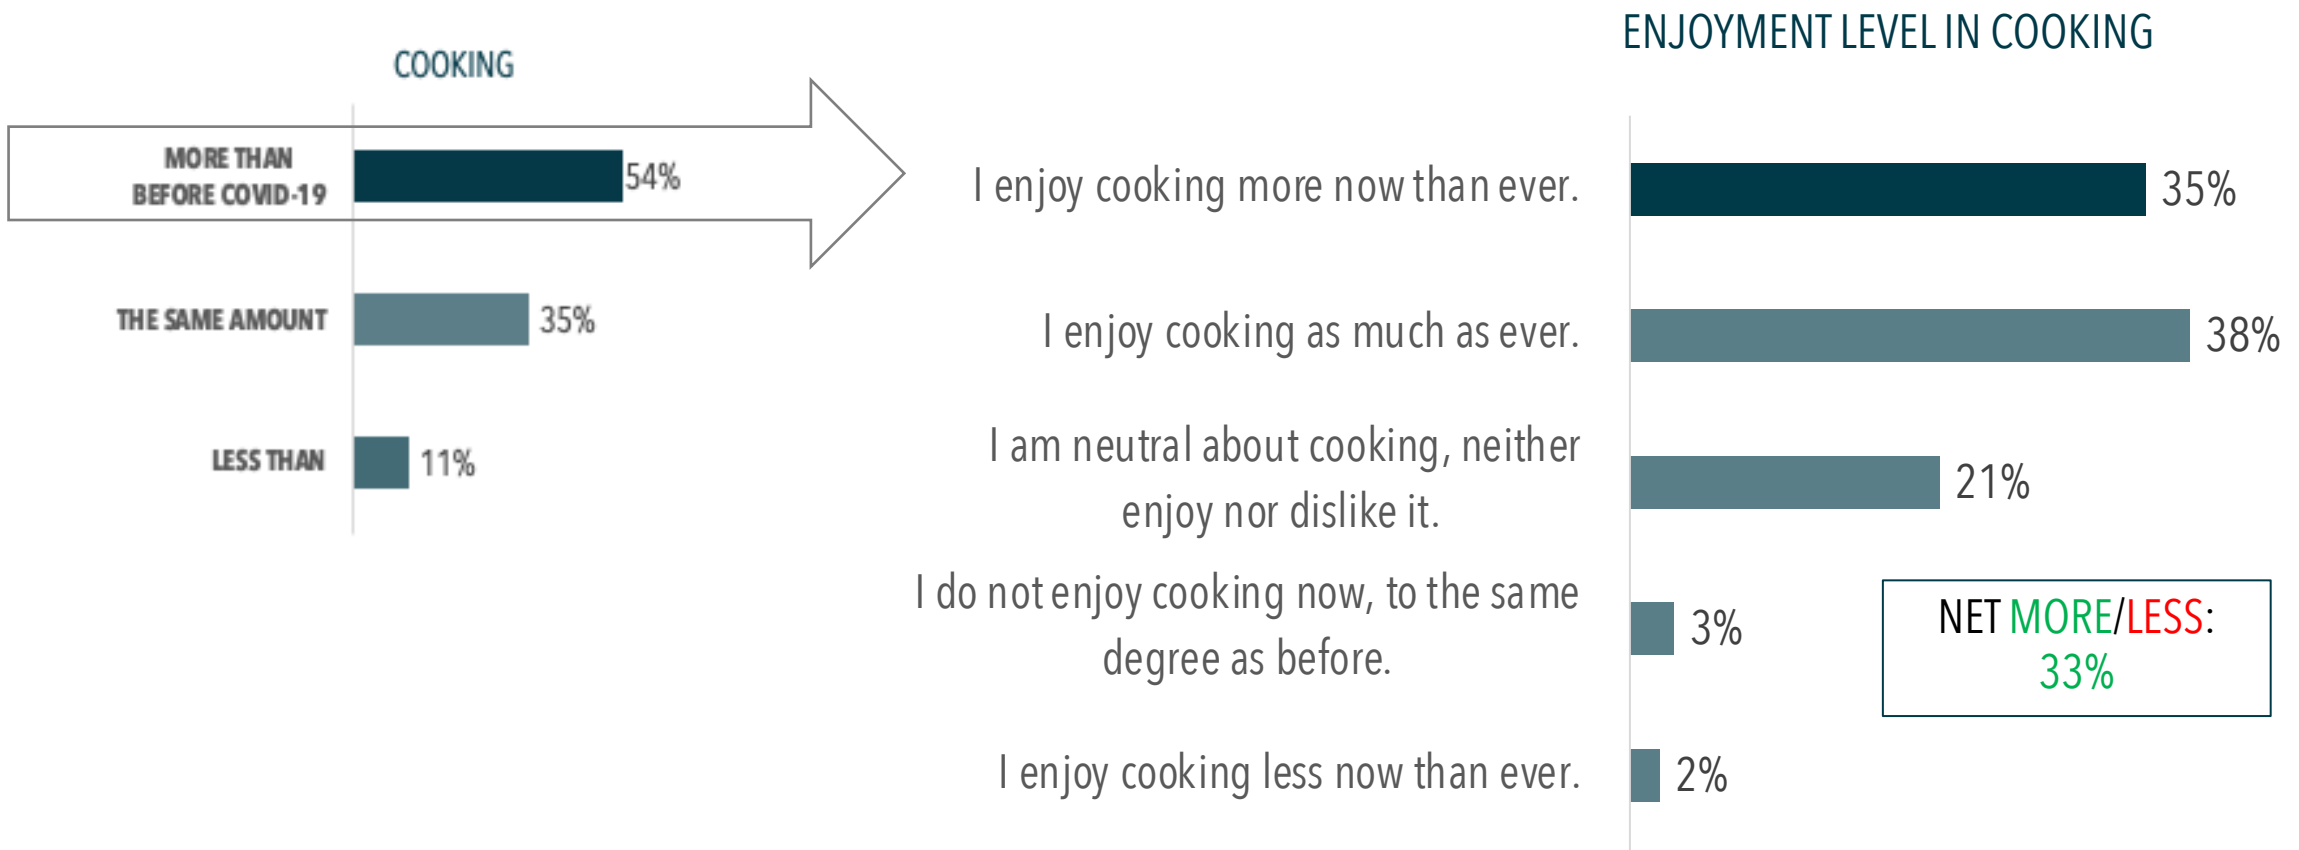 COOKING
MORE THAN
BEFORE COVID-19
54%
THE SAME AMOUNT
35%
LESS THAN
11%
ENJOYMENT LEVEL IN COOKING
I enjoy cooking more now than ever.
35%
I enjoy cooking as much as ever.
38%
I am neutral about cooking, neither
enjoy nor dislike it.
21%
I do not enjoy cooking now, to the same
degree as before.
3%
I enjoy cooking less now than ever.
2%
NET MORE/LESS:
33%